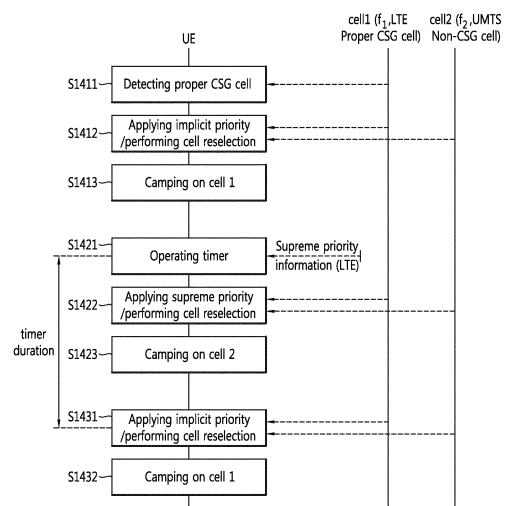 cell1 (f1,LTE
Proper CSG cell)
cell2 (f2,UMTS
Non-CSG cell)
UE
S1411
Detecting proper CSG cell
S1412
Applying implicit priority
/performing cell reselection
S1413
Camping on cell 1
S1421
Operating timer
Supreme priority
information (LTE)
S1422
Applying supreme priority
/performing cell reselection
timer
duration
S1423
Camping on cell 2
S1431
Applying implicit priority
/performing cell reselection
S1432
Camping on cell 1